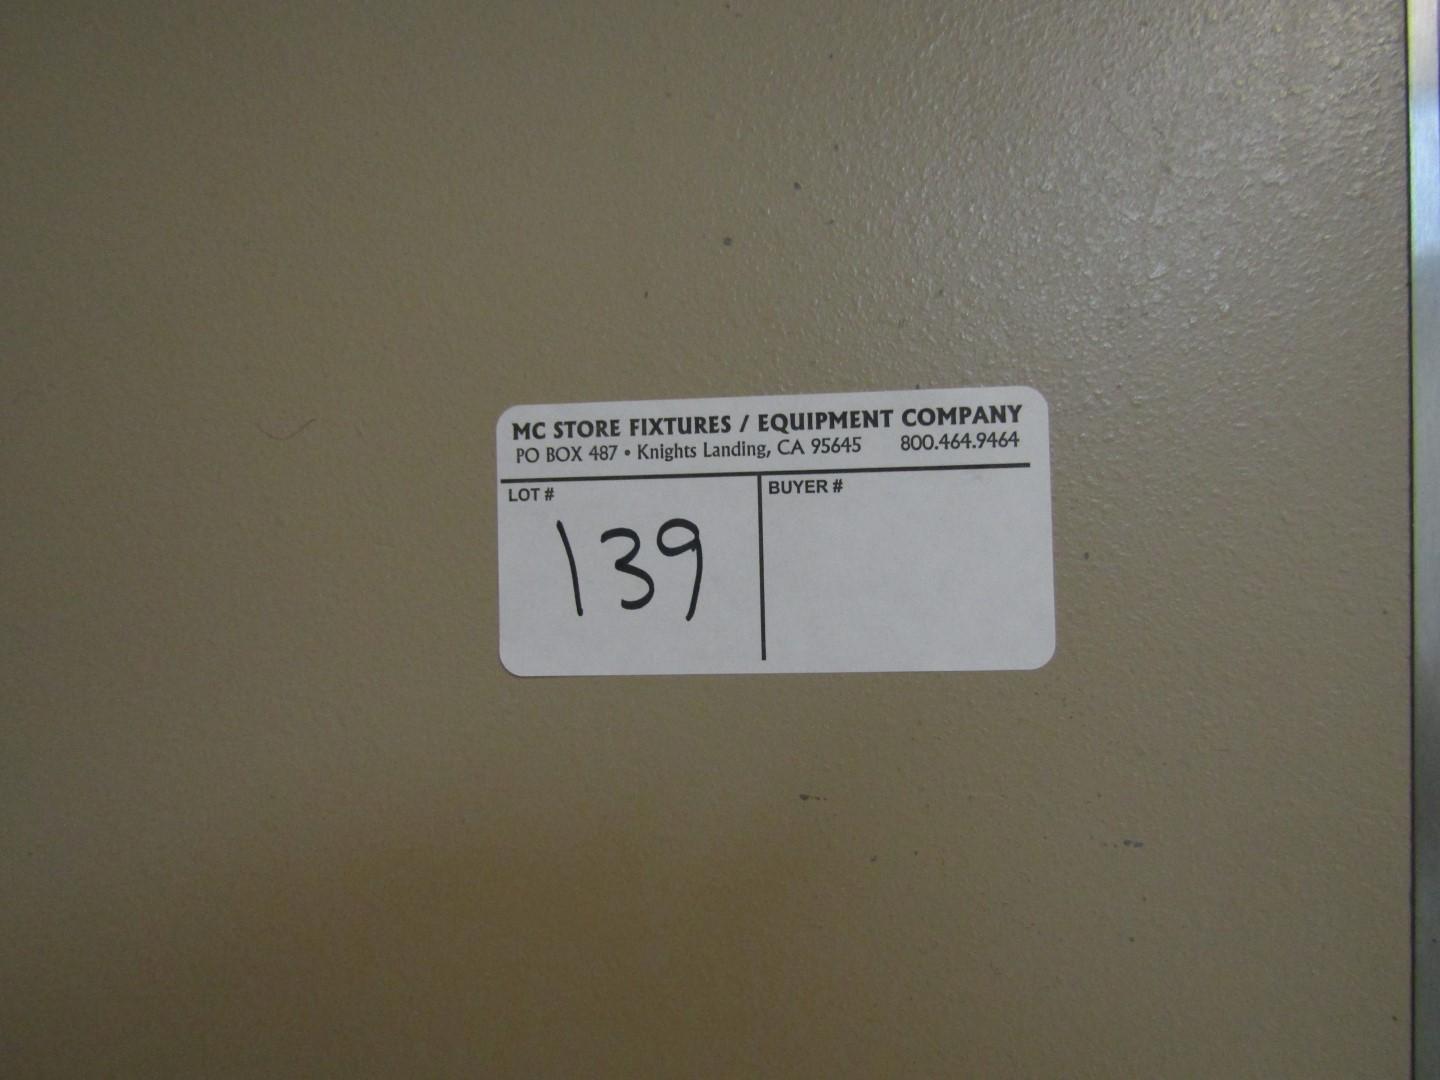 MC STORE FIXTURES / EQUIPMENT COMPANY
PO BOX 487 • Knights Landing, CA 95645 800.464.9464
LOT # BUYER #
139